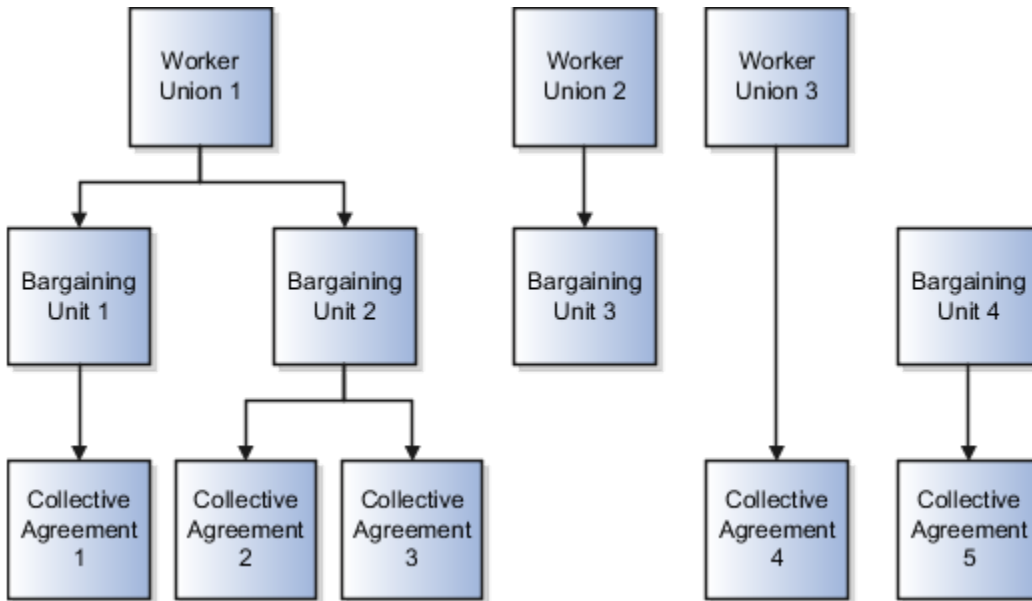 Worker
Union 1
Worker
Union 2
Worker
Union 3
Bargaining
Unit 1
Bargaining
Unit 2
Bargaining
Unit 3
Bargaining
Unit 4
Collective
Agreement
1
Collective
Agreement
2
Collective
Agreement
3
Collective
Agreement
4
Collective
Agreement
5